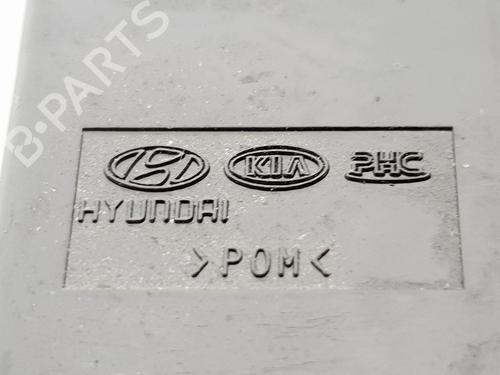 B-PARTS
KIA PHC
HYUNDAI
>POM<